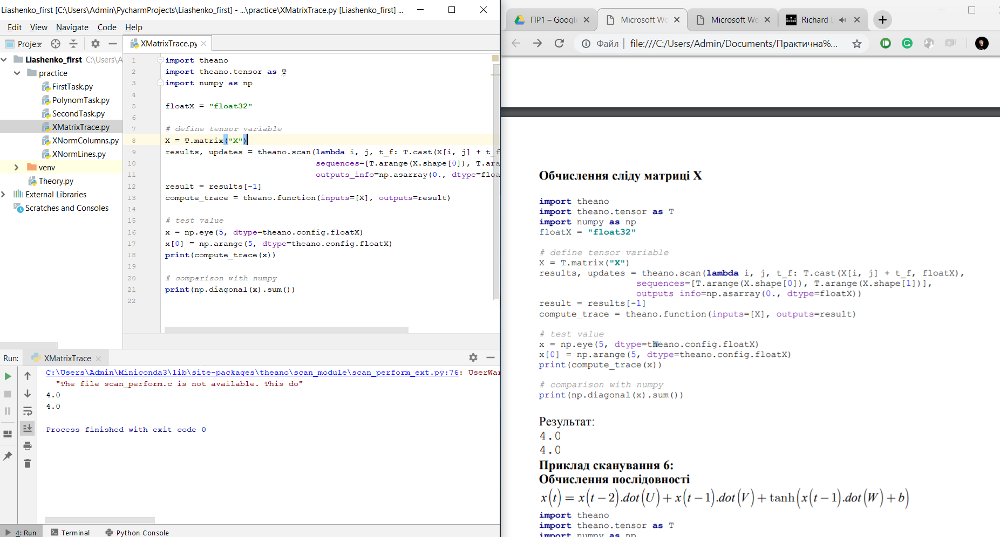 Liashenko_first [C:\Users\Admin\PycharmProjects\Liashenko_first] - ...\practice\XMatrixTrace.py [Liashenko_first] ...
Edit View Navigate Code Help
Proje
XMatrixTrace.py
Liashenko_first C:\Users\A
practice
FirstTask.py
PolynomTask.py
SecondTask.py
XMatrixTrace.py
XNormColumns.py
XNormLines.py
venv
Theory.py
External Libraries
Scratches and Consoles
1 import theano
2 import theano.tensor as T
3 import numpy as np
4
5 floatX = "float32"
6
7 # define tensor variable
8 X = T.matrix("X")
9 results, updates = theano.scan(lambda i, j, t_f: T.cast(X[i, j] + t_f
10 sequences=[T.arange(X.shape[0]), T.ara
11 outputs_info=np.asarray(0., dtype=floa
12 result = results[-1]
13 compute_trace = theano.function(inputs=[X], outputs=result)
14
15 # test value
16 x = np.eye(5, dtype=theano.config.floatX)
17 x[0] = np.arange(5, dtype=theano.config.floatX)
18 print(compute_trace(x))
19
20 # comparison with numpy
21 print(np.diagonal(x).sum())
22
Run: XMatrixTrace
C:\Users\Admin\Miniconda3\lib\site-packages\theano\scan_module\scan_perform_ext.py:76: UserWar
"The file scan_perform.c is not available. This do"
4.0
4.0
Process finished with exit code 0
4: Run Terminal Python Console
ПР1 – Google Microsoft Wo Microsoft Wo Richard
Файл file:///C:/Users/Admin/Documents/Практична%...
Обчислення сліду матриці X
import theano
import theano.tensor as T
import numpy as np
floatX = "float32"
# define tensor variable
X = T.matrix("X")
results, updates = theano.scan(lambda i, j, t_f: T.cast(X[i, j] + t_f, floatX),
sequences=[T.arange(X.shape[0]), T.arange(X.shape[1])],
outputs_info=np.asarray(0., dtype=floatX))
result = results[-1]
compute_trace = theano.function(inputs=[X], outputs=result)
# test value
x = np.eye(5, dtype=theano.config.floatX)
x[0] = np.arange(5, dtype=theano.config.floatX)
print(compute_trace(x))
# comparison with numpy
print(np.diagonal(x).sum())
Результат:
4.0
4.0
Приклад сканування 6:
Обчислення послідовності
x(t) = x(t − 2).dot(U) + x(t − 1).dot(V) + tanh(x(t − 1).dot(W) + b)
import theano
import theano.tensor as T
import numpy as np